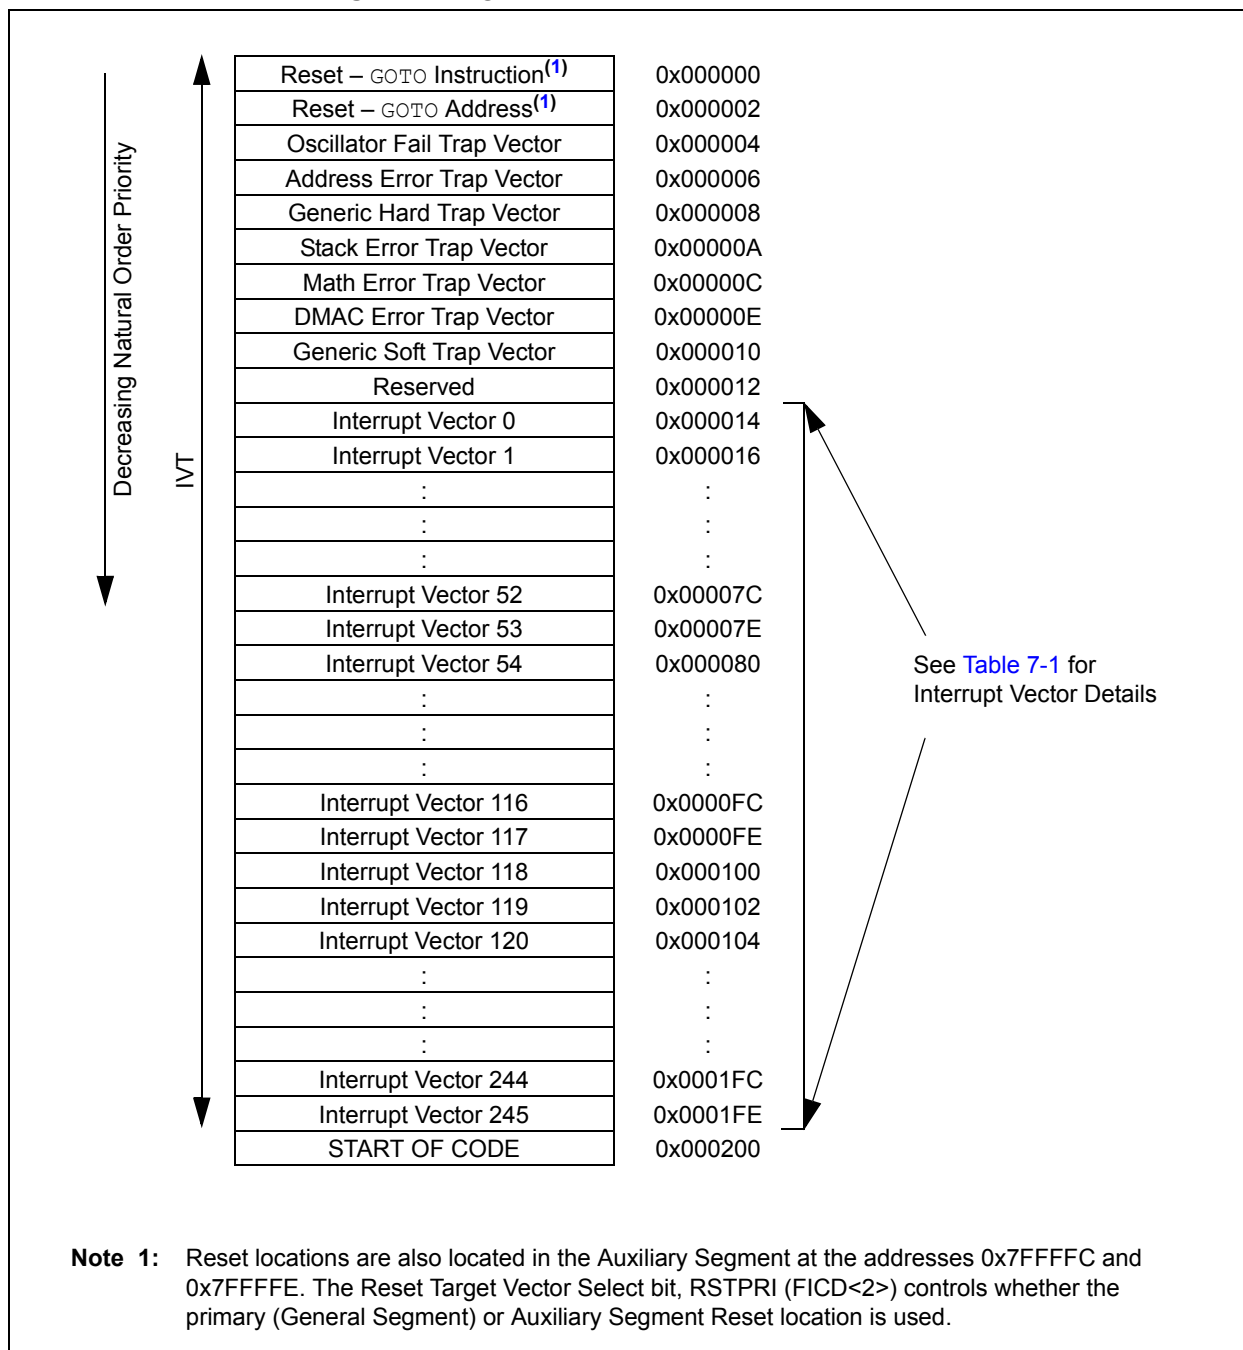 Decreasing Natural Order Priority
IVT
Reset – GOTO Instruction(1) 0x000000
Reset – GOTO Address(1) 0x000002
Oscillator Fail Trap Vector 0x000004
Address Error Trap Vector 0x000006
Generic Hard Trap Vector 0x000008
Stack Error Trap Vector 0x00000A
Math Error Trap Vector 0x00000C
DMAC Error Trap Vector 0x00000E
Generic Soft Trap Vector 0x000010
Reserved 0x000012
Interrupt Vector 0 0x000014
Interrupt Vector 1 0x000016
: :
: :
: :
Interrupt Vector 52 0x00007C
Interrupt Vector 53 0x00007E
Interrupt Vector 54 0x000080
: :
: :
: :
Interrupt Vector 116 0x0000FC
Interrupt Vector 117 0x0000FE
Interrupt Vector 118 0x000100
Interrupt Vector 119 0x000102
Interrupt Vector 120 0x000104
: :
: :
: :
Interrupt Vector 244 0x0001FC
Interrupt Vector 245 0x0001FE
START OF CODE 0x000200
See Table 7-1 for
Interrupt Vector Details
Note 1: Reset locations are also located in the Auxiliary Segment at the addresses 0x7FFFFC and
0x7FFFFE. The Reset Target Vector Select bit, RSTPRI (FICD<2>) controls whether the
primary (General Segment) or Auxiliary Segment Reset location is used.